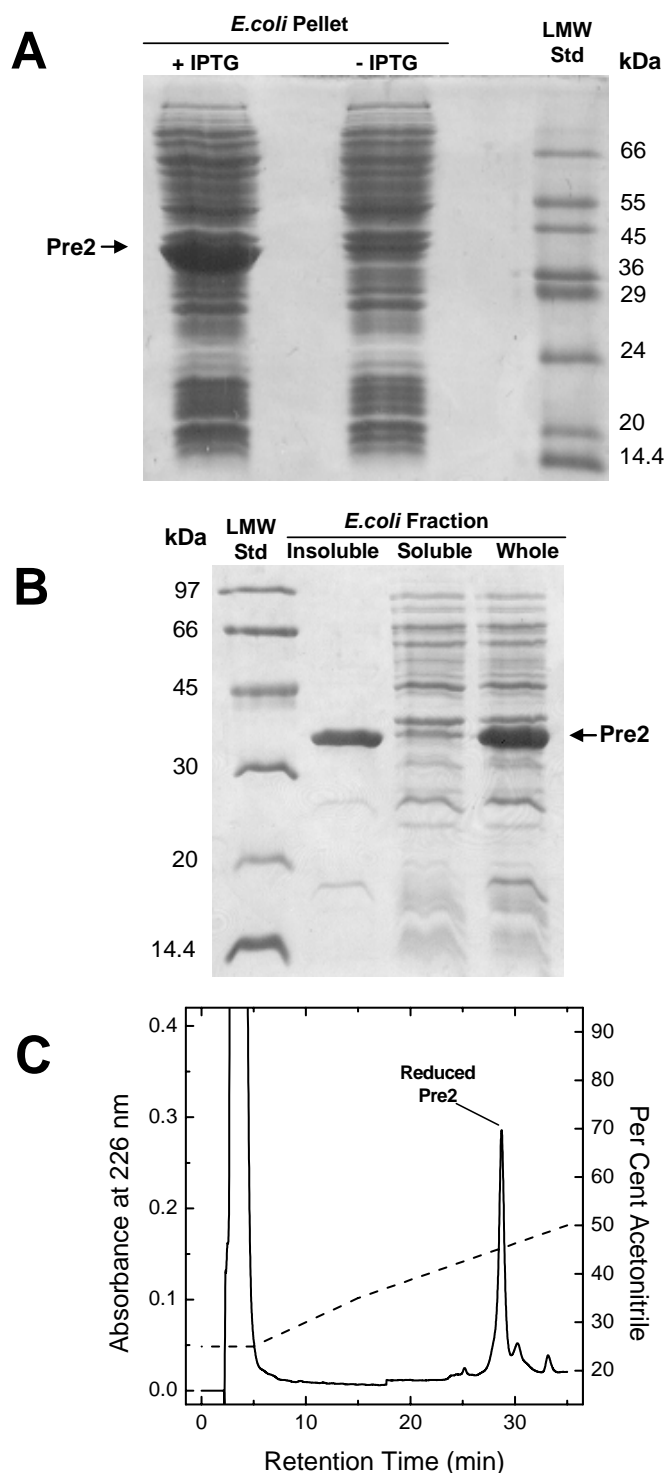 A
E.coli Pellet
+ IPTG
- IPTG
LMW
Std
kDa
Pre2
66
55
45
36
29
24
20
14.4
B
kDa
LMW
Std
E.coli Fraction
Insoluble
Soluble
Whole
97
66
45
30
20
14.4
Pre2
C
Absorbance at 226 nm
0.4
0.3
0.2
0.1
0.0
Reduced
Pre2
90
80
70
60
50
40
30
20
Per Cent Acetonitrile
0
10
20
30
Retention Time (min)